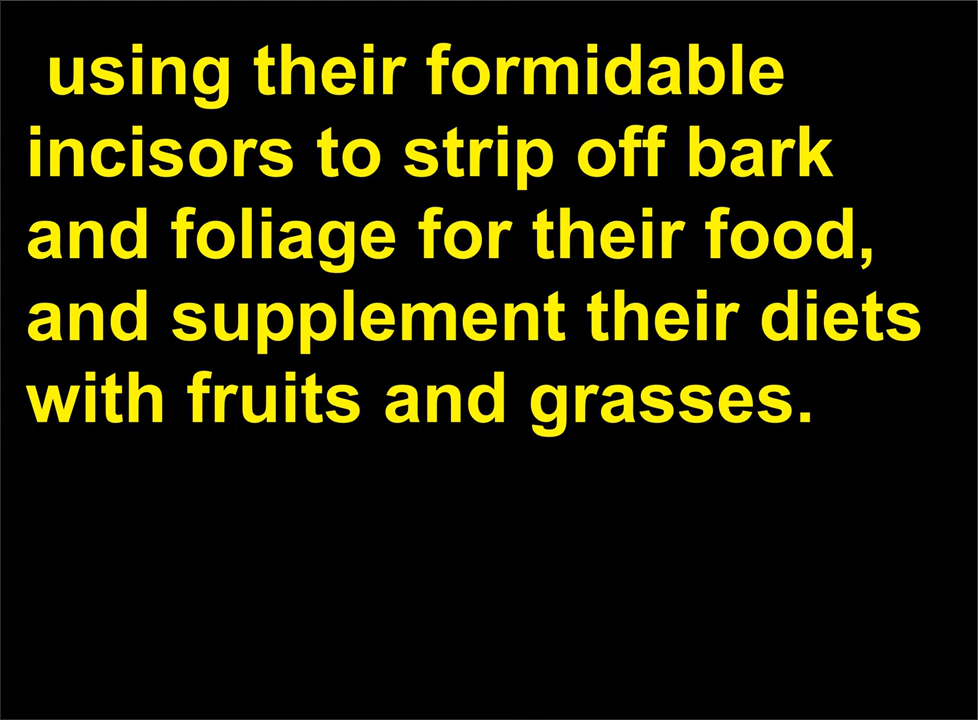 using their formidable
incisors to strip off bark
and foliage for their food,
and supplement their diets
with fruits and grasses.